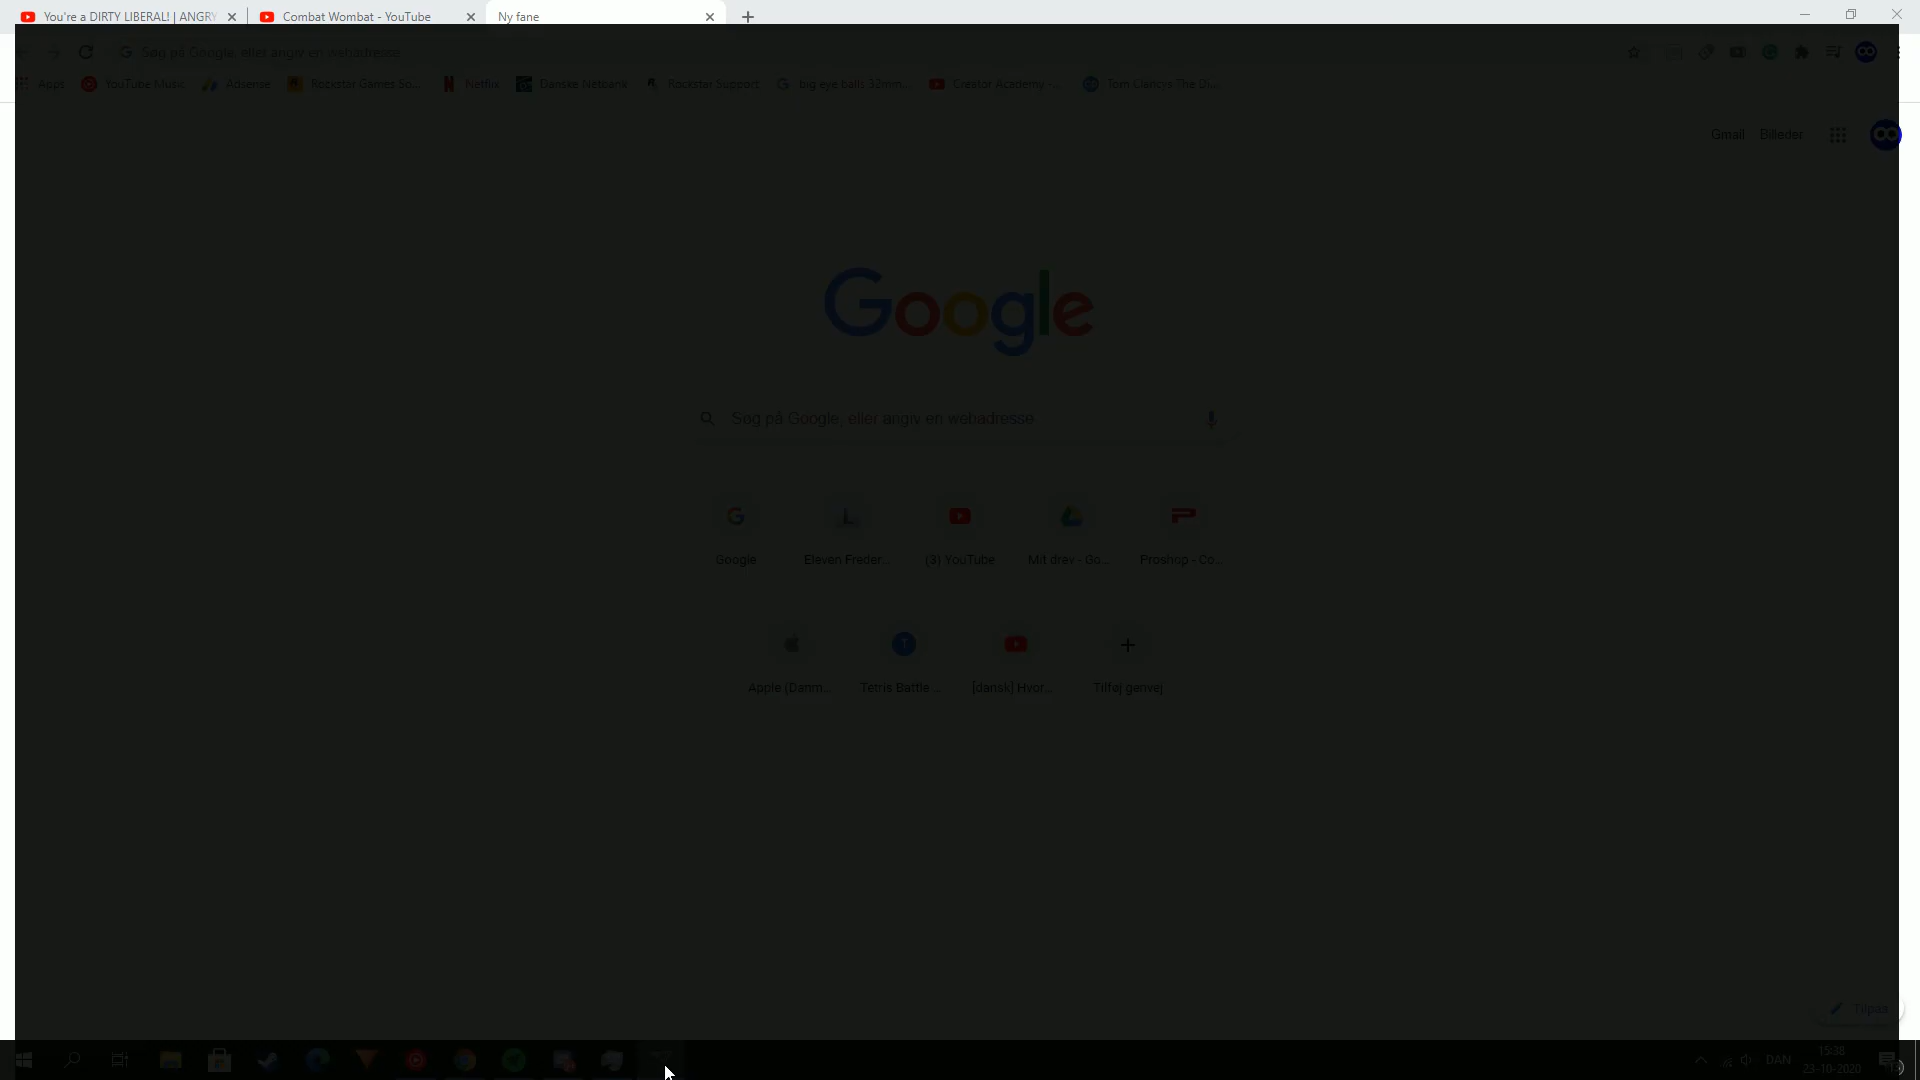 You're a DIRTY LIBERAL! | ANGRY
Combat Wombat - YouTube
Ny fane
Søg på Google, eller angiv en webadresse
Apps
YouTube Music
Adsense
Rockstar Games So...
Netflix
Danske Netbank
Rockstar Support
big eye balls 32mm...
Creator Academy -...
Tom Clancys The Di...
Gmail
Billeder
Google
Søg på Google, eller angiv en webadresse
Google
Eleven Freder...
(3) YouTube
Mit drev - Go...
Proshop - Co...
Apple (Danm...
Tetris Battle ...
[dansk] Hvor...
Tilføj genvej
Tilpas
DAN
15:38
23-10-2020